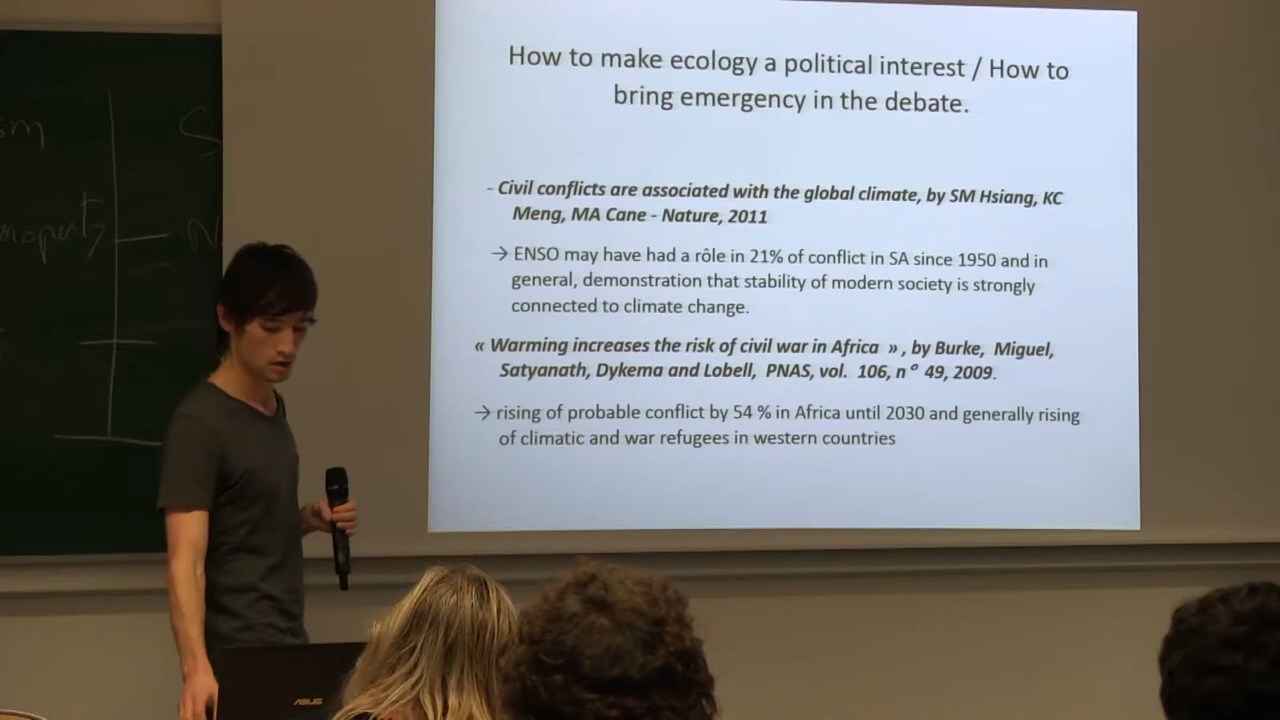 How to make ecology a political interest / How to
bring emergency in the debate.
- Civil conflicts are associated with the global climate, by SM Hsiang, KC
Meng, MA Cane - Nature, 2011
→ ENSO may have had a rôle in 21% of conflict in SA since 1950 and in
general, demonstration that stability of modern society is strongly
connected to climate change.
« Warming increases the risk of civil war in Africa », by Burke, Miguel,
Satyanath, Dykema and Lobell, PNAS, vol. 106, n° 49, 2009.
→ rising of probable conflict by 54 % in Africa until 2030 and generally rising
of climatic and war refugees in western countries
ASUS